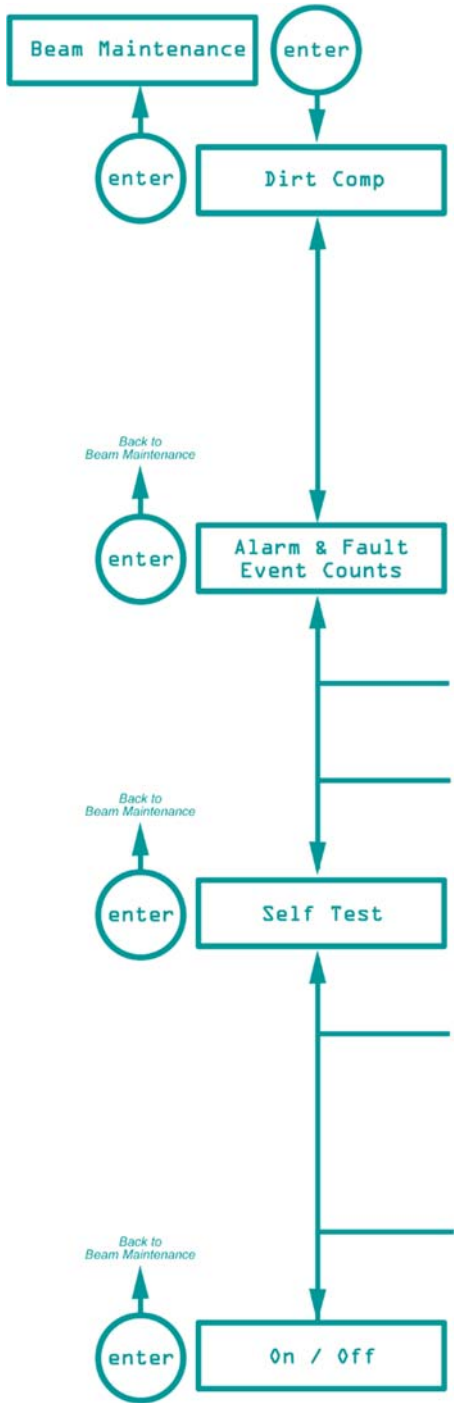 Beam Maintenance
enter
enter
Dirt Comp
Back to
Beam Maintenance
enter
Alarm & Fault
Event Counts
Back to
Beam Maintenance
enter
Self Test
Back to
Beam Maintenance
enter
On / Off